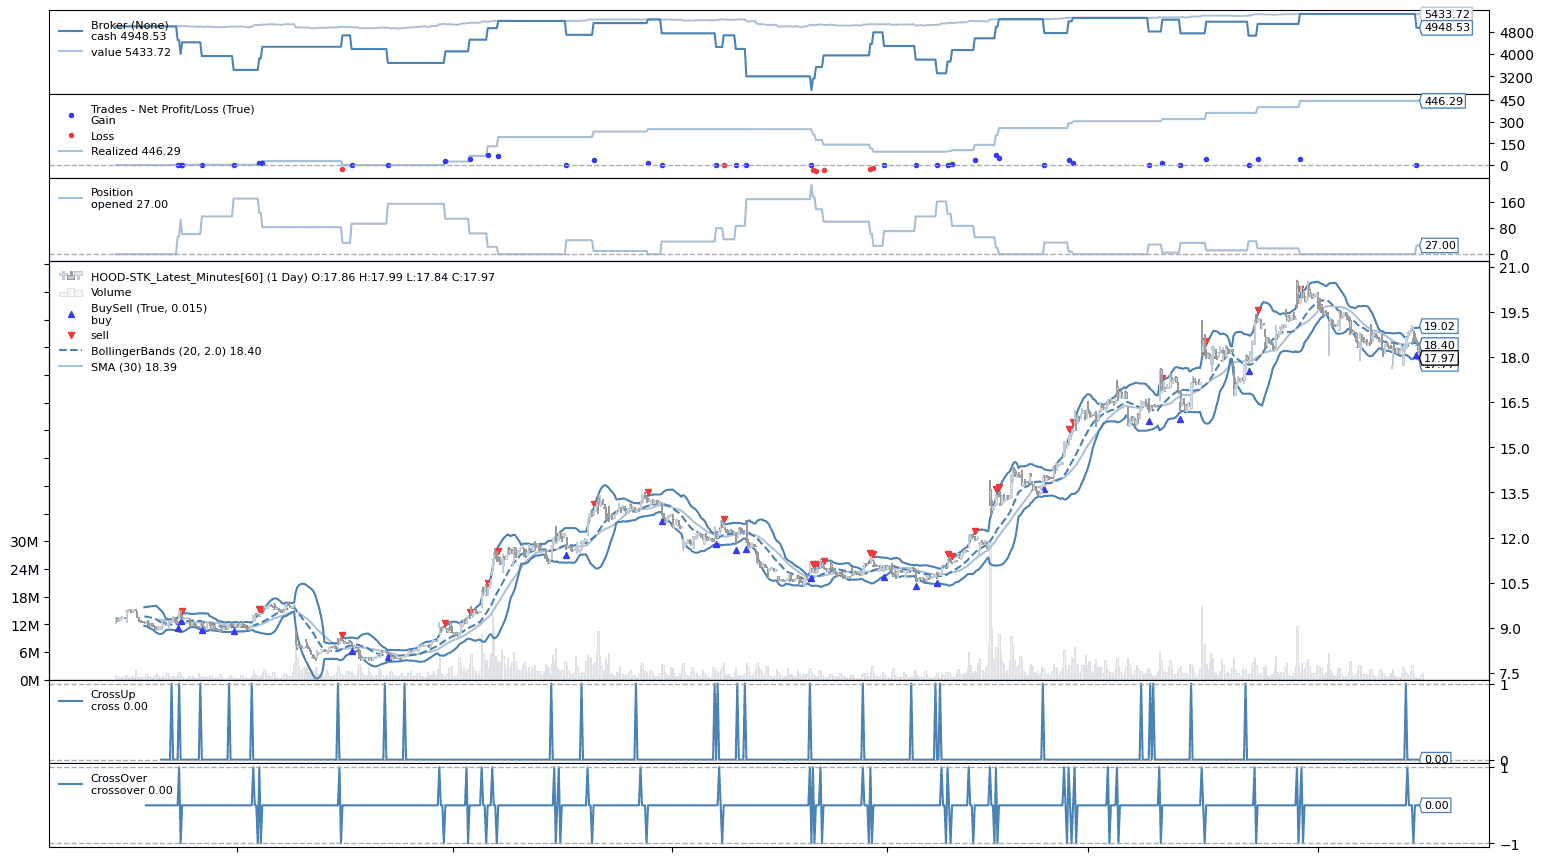 Broker (None)
cash 4948.53
value 5433.72
5433.72
4948.53
4800
4000
3200
Trades - Net Profit/Loss (True)
Gain
Loss
Realized 446.29
446.29
450
300
150
0
Position
opened 27.00
160
80
27.00
0
HOOD-STK_Latest_Minutes[60] (1 Day) O:17.86 H:17.99 L:17.84 C:17.97
Volume
BuySell (True, 0.015)
buy
sell
BollingerBands (20, 2.0) 18.40
SMA (30) 18.39
21.0
19.5
19.02
18.40
18.0
17.97
17.77
16.5
15.0
13.5
12.0
10.5
9.0
7.5
30M
24M
18M
12M
6M
0M
CrossUp
cross 0.00
1
0.00
0
CrossOver
crossover 0.00
1
0.00
−1